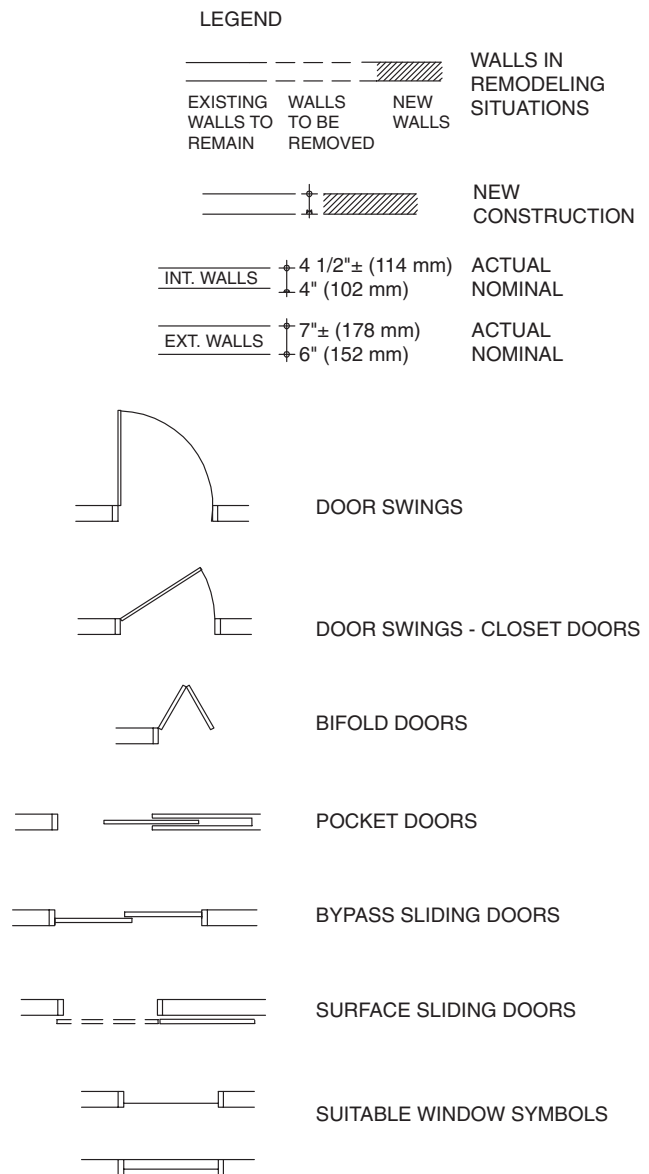 LEGEND
WALLS IN
REMODELING
SITUATIONS
EXISTING
WALLS TO
REMAIN
WALLS
TO BE
REMOVED
NEW
WALLS
NEW
CONSTRUCTION
INT. WALLS
4 1/2"± (114 mm)
ACTUAL
4" (102 mm)
NOMINAL
EXT. WALLS
7"± (178 mm)
ACTUAL
6" (152 mm)
NOMINAL
DOOR SWINGS
DOOR SWINGS - CLOSET DOORS
BIFOLD DOORS
POCKET DOORS
BYPASS SLIDING DOORS
SURFACE SLIDING DOORS
SUITABLE WINDOW SYMBOLS